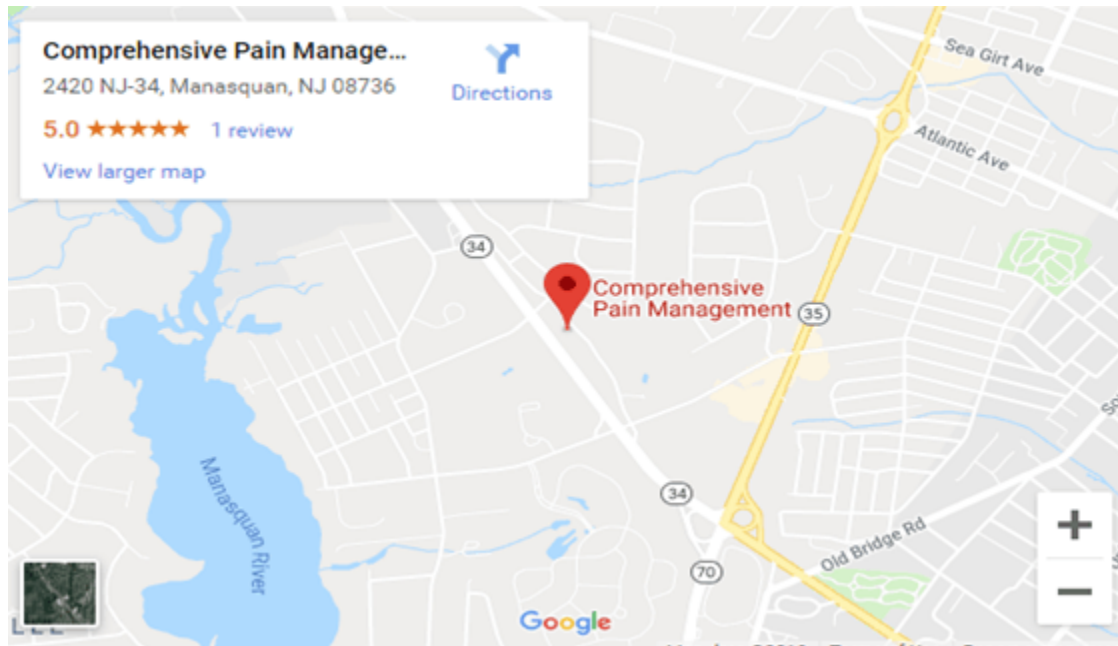 Comprehensive Pain Manage...
2420 NJ-34, Manasquan, NJ 08736
5.0 ★★★★★ 1 review
View larger map
Directions
Sea Girt Ave
Atlantic Ave
34
Comprehensive
Pain Management
35
Manasquan River
34
Old Bridge Rd
70
Google